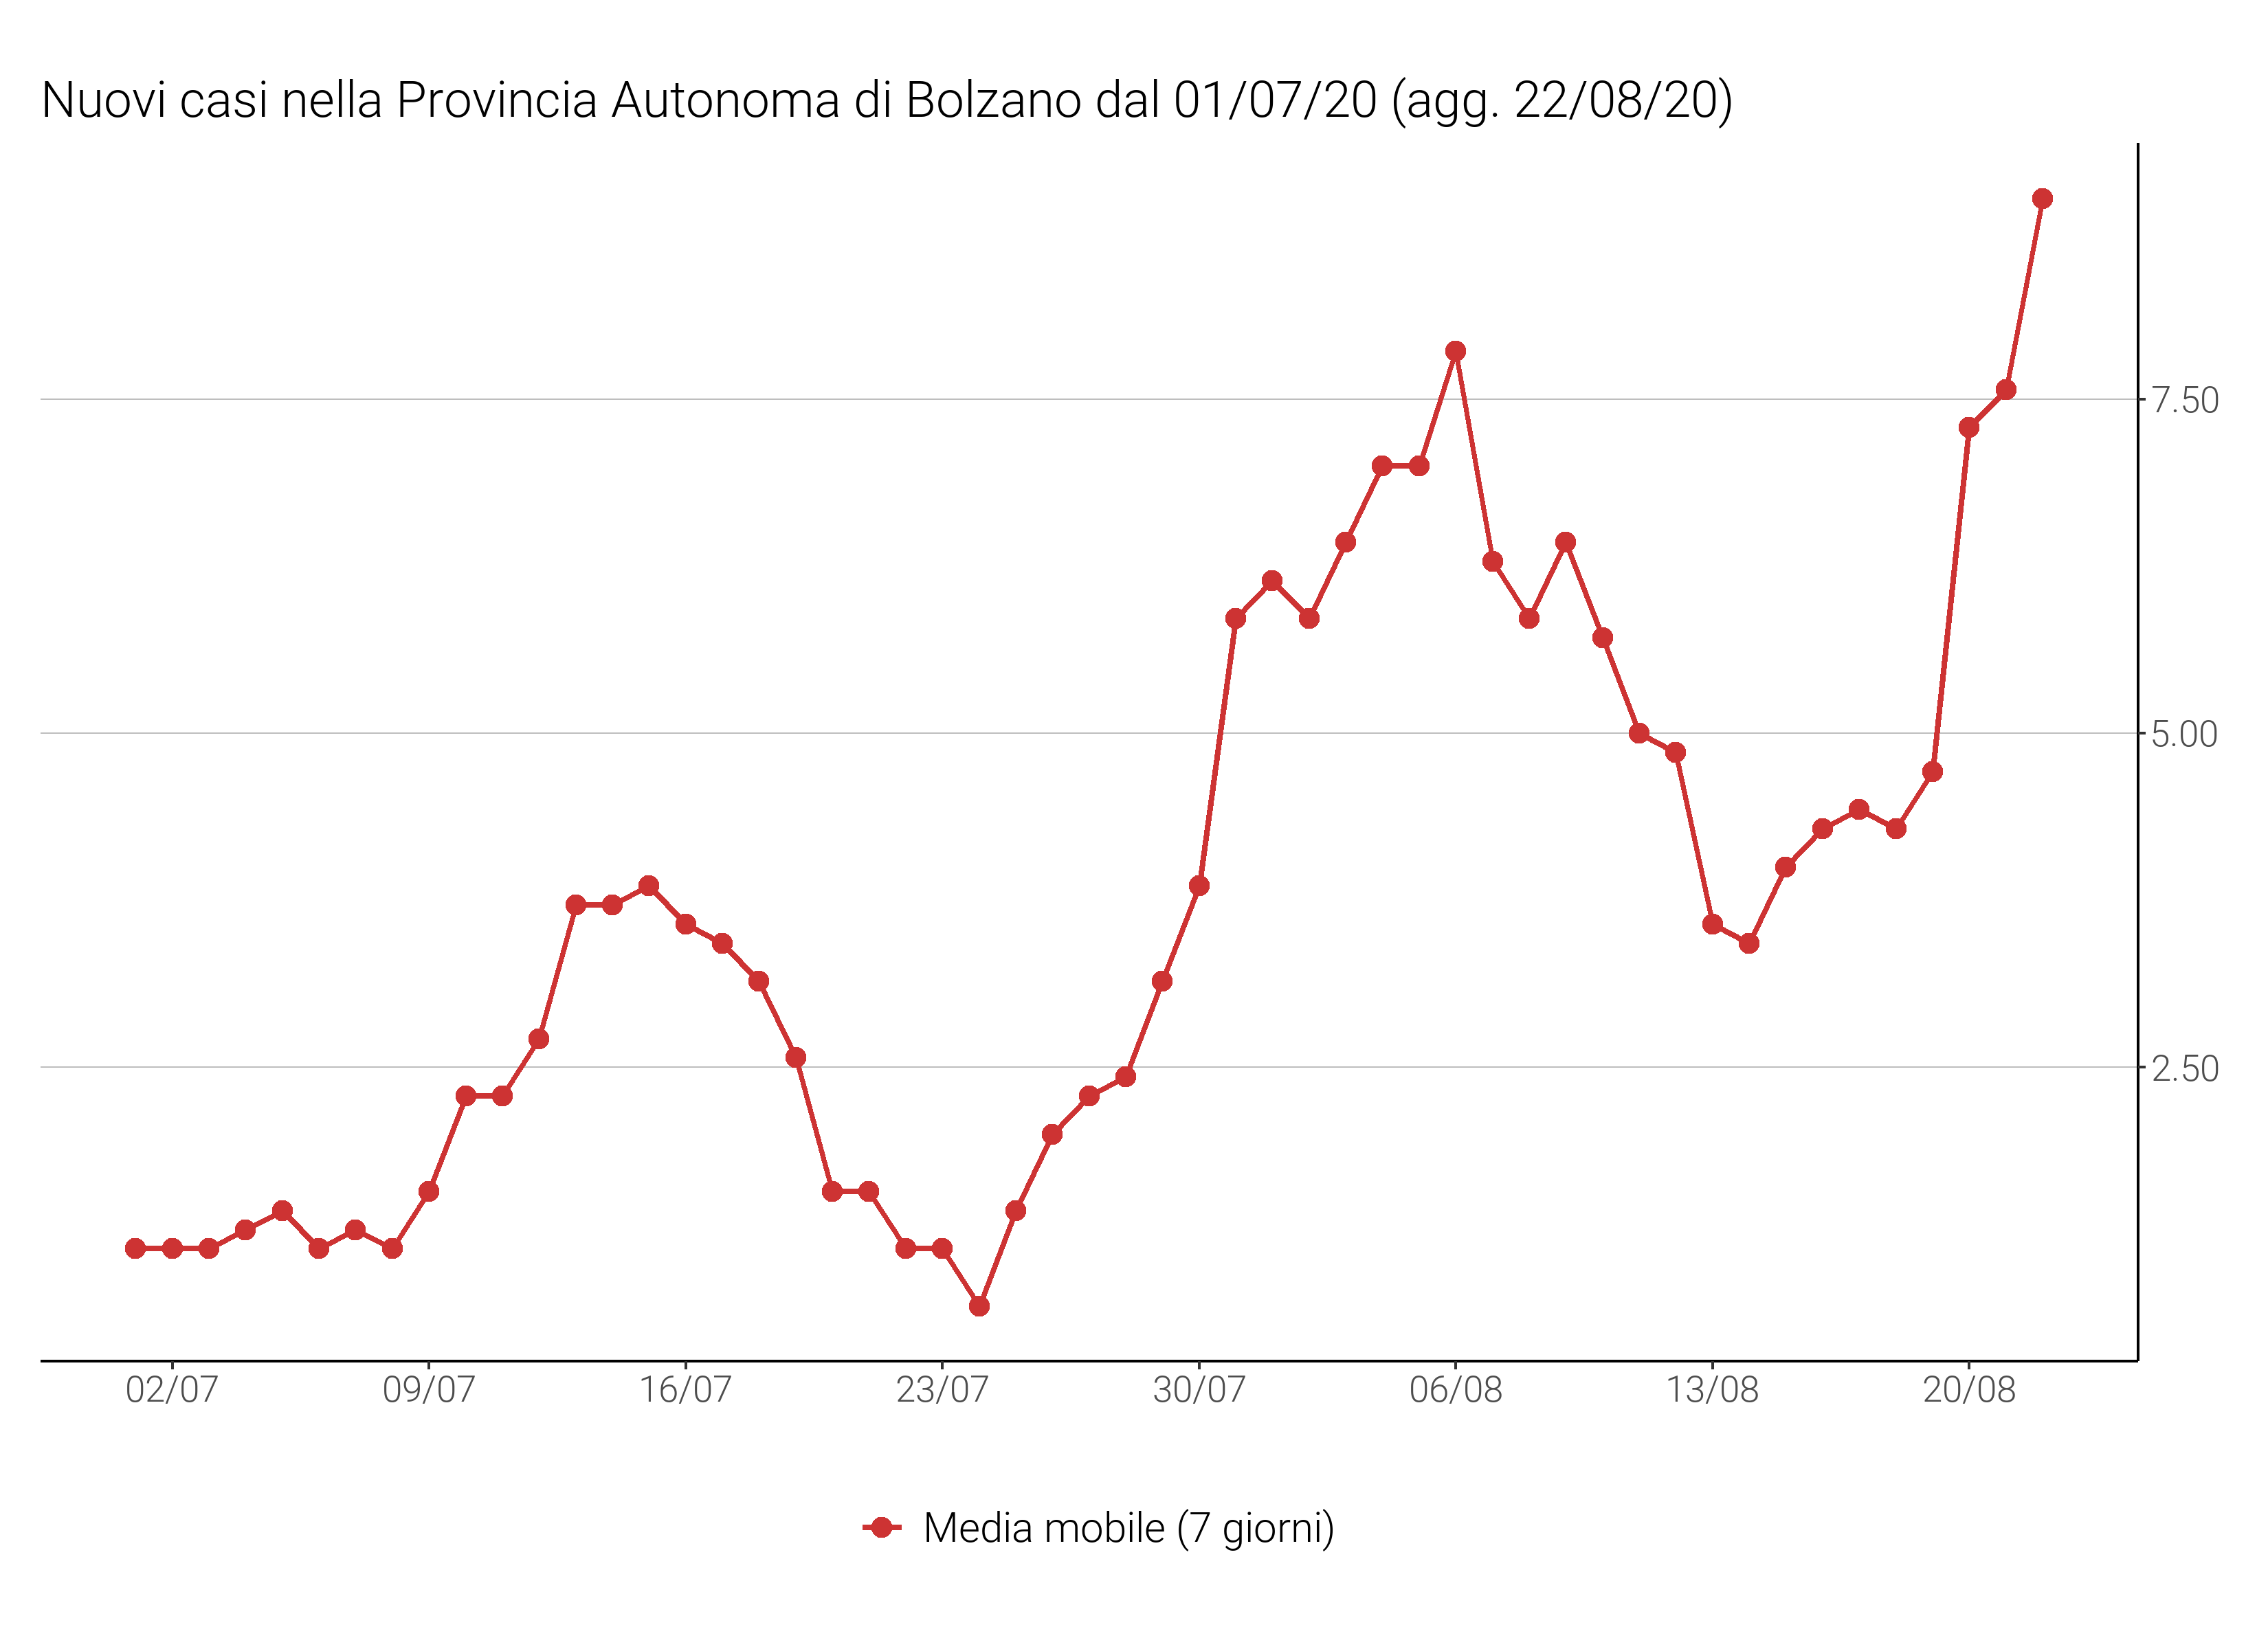 Nuovi casi nella Provincia Autonoma di Bolzano dal 01/07/20 (agg. 22/08/20)
7.50
5.00
2.50
02/07 09/07 16/07 23/07 30/07 06/08 13/08 20/08
Media mobile (7 giorni)